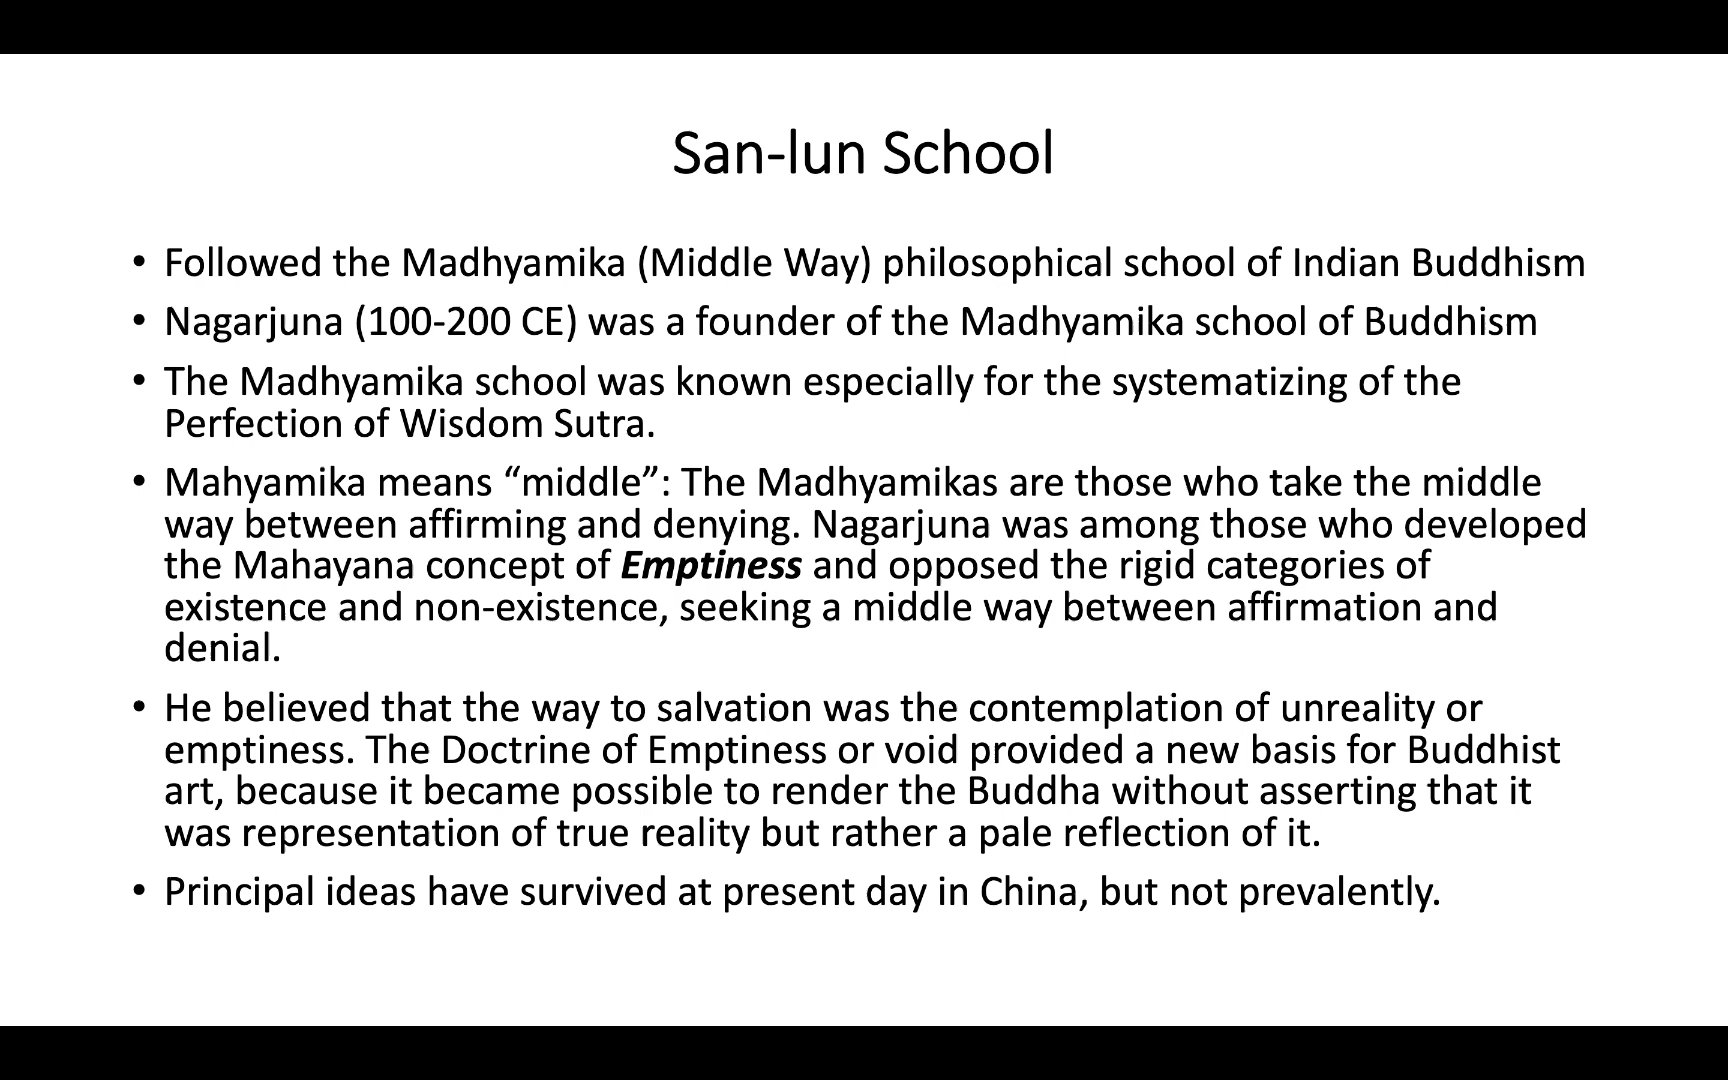 San-lun School
• Followed the Madhyamika (Middle Way) philosophical school of Indian Buddhism
• Nagarjuna (100-200 CE) was a founder of the Madhyamika school of Buddhism
• The Madhyamika school was known especially for the systematizing of the
Perfection of Wisdom Sutra.
• Mahyamika means “middle”: The Madhyamikas are those who take the middle
way between affirming and denying. Nagarjuna was among those who developed
the Mahayana concept of Emptiness and opposed the rigid categories of
existence and non-existence, seeking a middle way between affirmation and
denial.
• He believed that the way to salvation was the contemplation of unreality or
emptiness. The Doctrine of Emptiness or void provided a new basis for Buddhist
art, because it became possible to render the Buddha without asserting that it
was representation of true reality but rather a pale reflection of it.
• Principal ideas have survived at present day in China, but not prevalently.